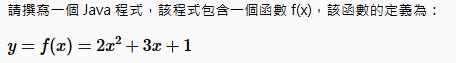 請撰寫一個 Java 程式，該程式包含一個函數 f(x)，該函數的定義為：
y = f(x) = 2x² + 3x + 1